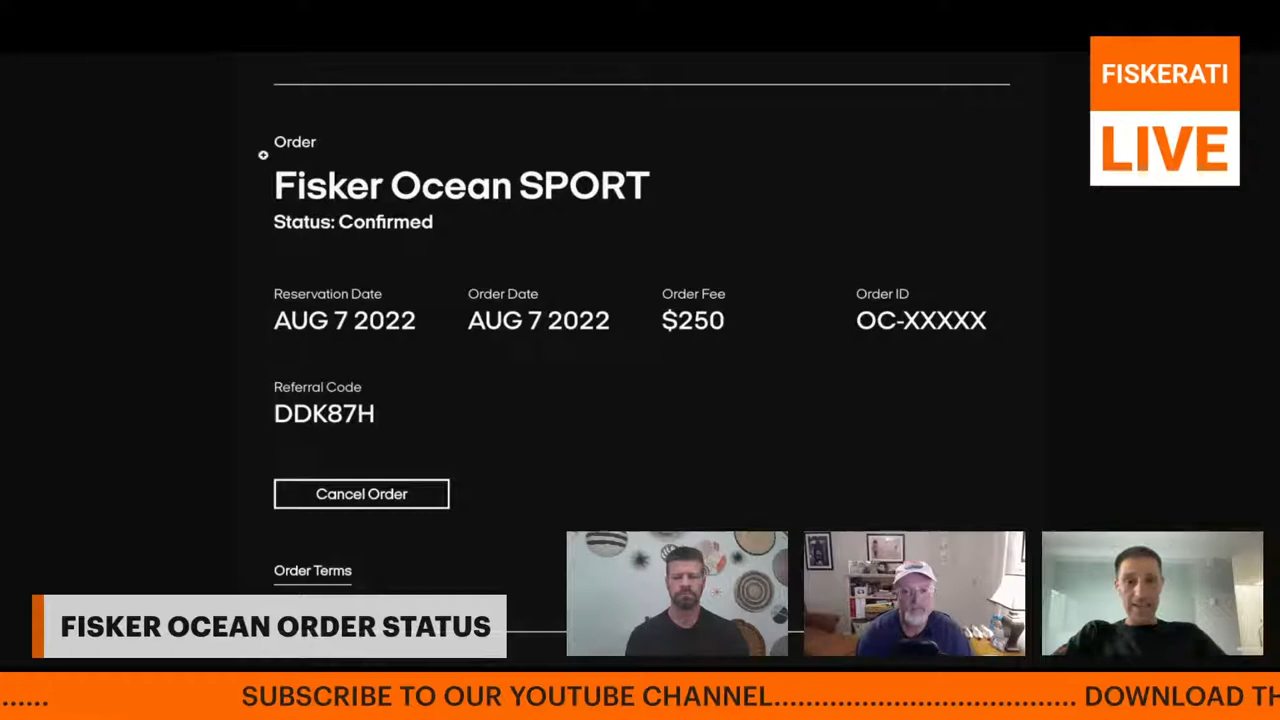 FISKERATI
LIVE
Order
Fisker Ocean SPORT
Status: Confirmed
Reservation Date
AUG 7 2022
Order Date
AUG 7 2022
Order Fee
$250
Order ID
OC-XXXXX
Referral Code
DDK87H
Cancel Order
Order Terms
FISKER OCEAN ORDER STATUS
...... SUBSCRIBE TO OUR YOUTUBE CHANNEL.................................... DOWNLOAD TH